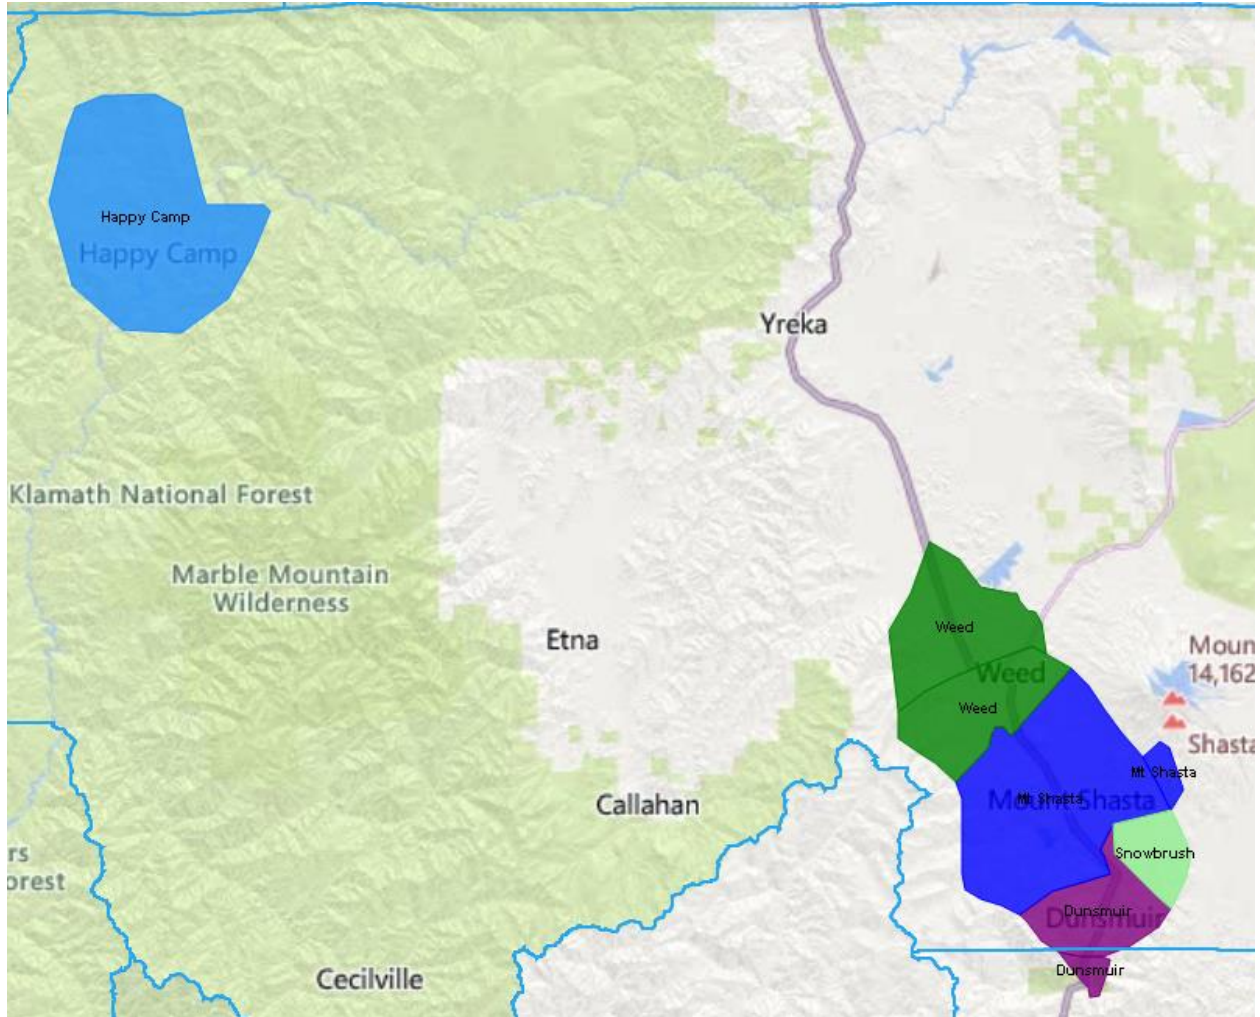 Happy Camp
Happy Camp
Yreka
Klamath National Forest
Marble Mountain
Wilderness
Etna
Weed
Weed
Weed
Moun
14,162
Shasta
Mt Shasta
Mt Shasta
Mount Shasta
Callahan
rs
orest
Snowbrush
Dunsmuir
Dunsmuir
Dunsmuir
Cecilville